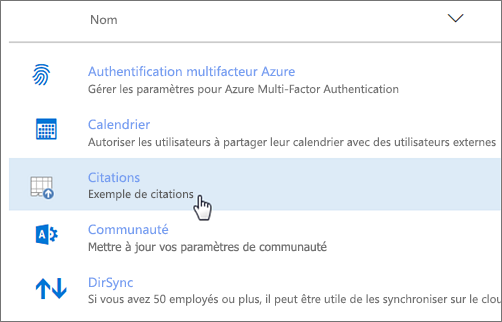 Nom
Authentification multifacteur Azure
Gérer les paramètres pour Azure Multi-Factor Authentication
Calendrier
Autoriser les utilisateurs à partager leur calendrier avec des utilisateurs externes
Citations
Exemple de citations
Communauté
Mettre à jour vos paramètres de communauté
DirSync
Si vous avez 50 employés ou plus, il peut être utile de les synchroniser sur le clou